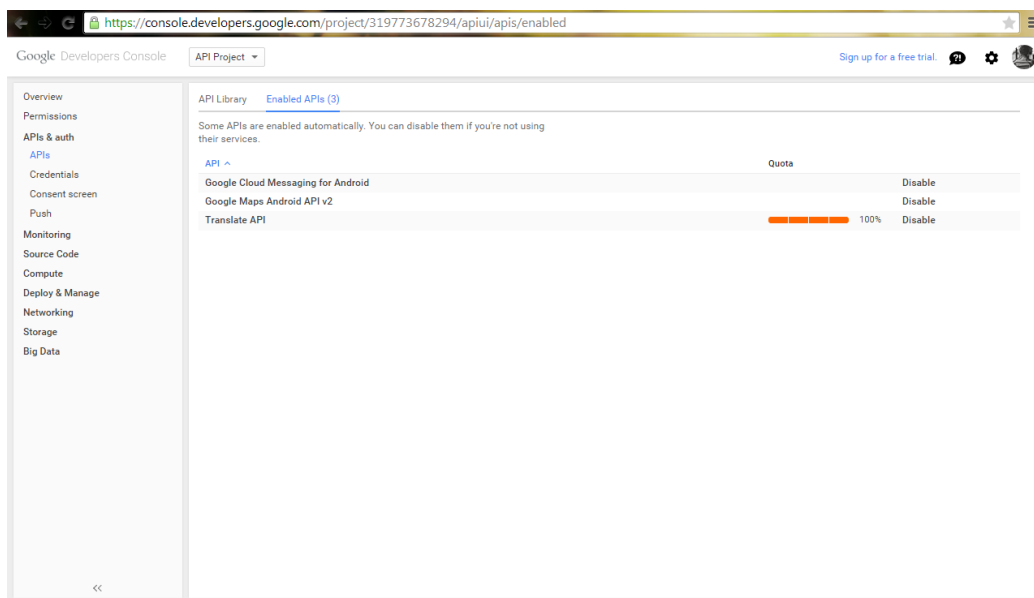 https://console.developers.google.com/project/319773678294/apiui/apis/enabled
Google Developers Console
API Project
Sign up for a free trial.
?!
Overview
Permissions
APIs & auth
APIs
Credentials
Consent screen
Push
Monitoring
Source Code
Compute
Deploy & Manage
Networking
Storage
Big Data
<<
API Library Enabled APIs (3)
Some APIs are enabled automatically. You can disable them if you're not using
their services.
API Quota
Google Cloud Messaging for Android Disable
Google Maps Android API v2 Disable
Translate API 100% Disable